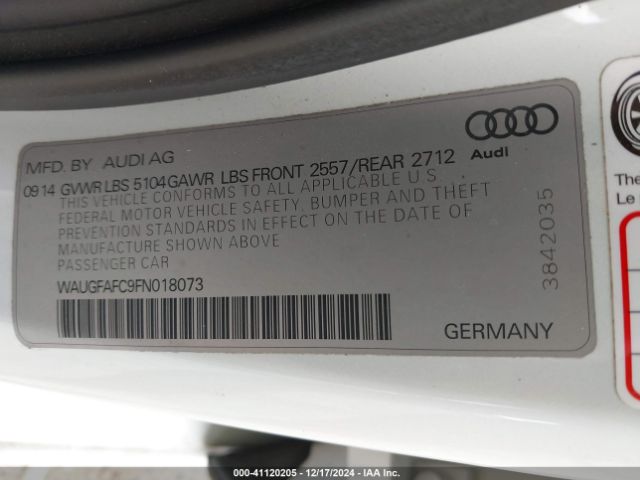 MFD. BY AUDI AG
Audi
09 14 GVWR LBS 5104 GAWR LBS FRONT 2557/REAR 2712
THIS VEHICLE CONFORMS TO ALL APPLICABLE U.S.
FEDERAL MOTOR VEHICLE SAFETY, BUMPER AND THEFT
PREVENTION STANDARDS IN EFFECT ON THE DATE OF
MANUFACTURE SHOWN ABOVE
PASSENGER CAR
WAUGFAFC9FN018073
3842035
GERMANY
The
Le
000-41120205 - 12/17/2024 - IAA Inc.